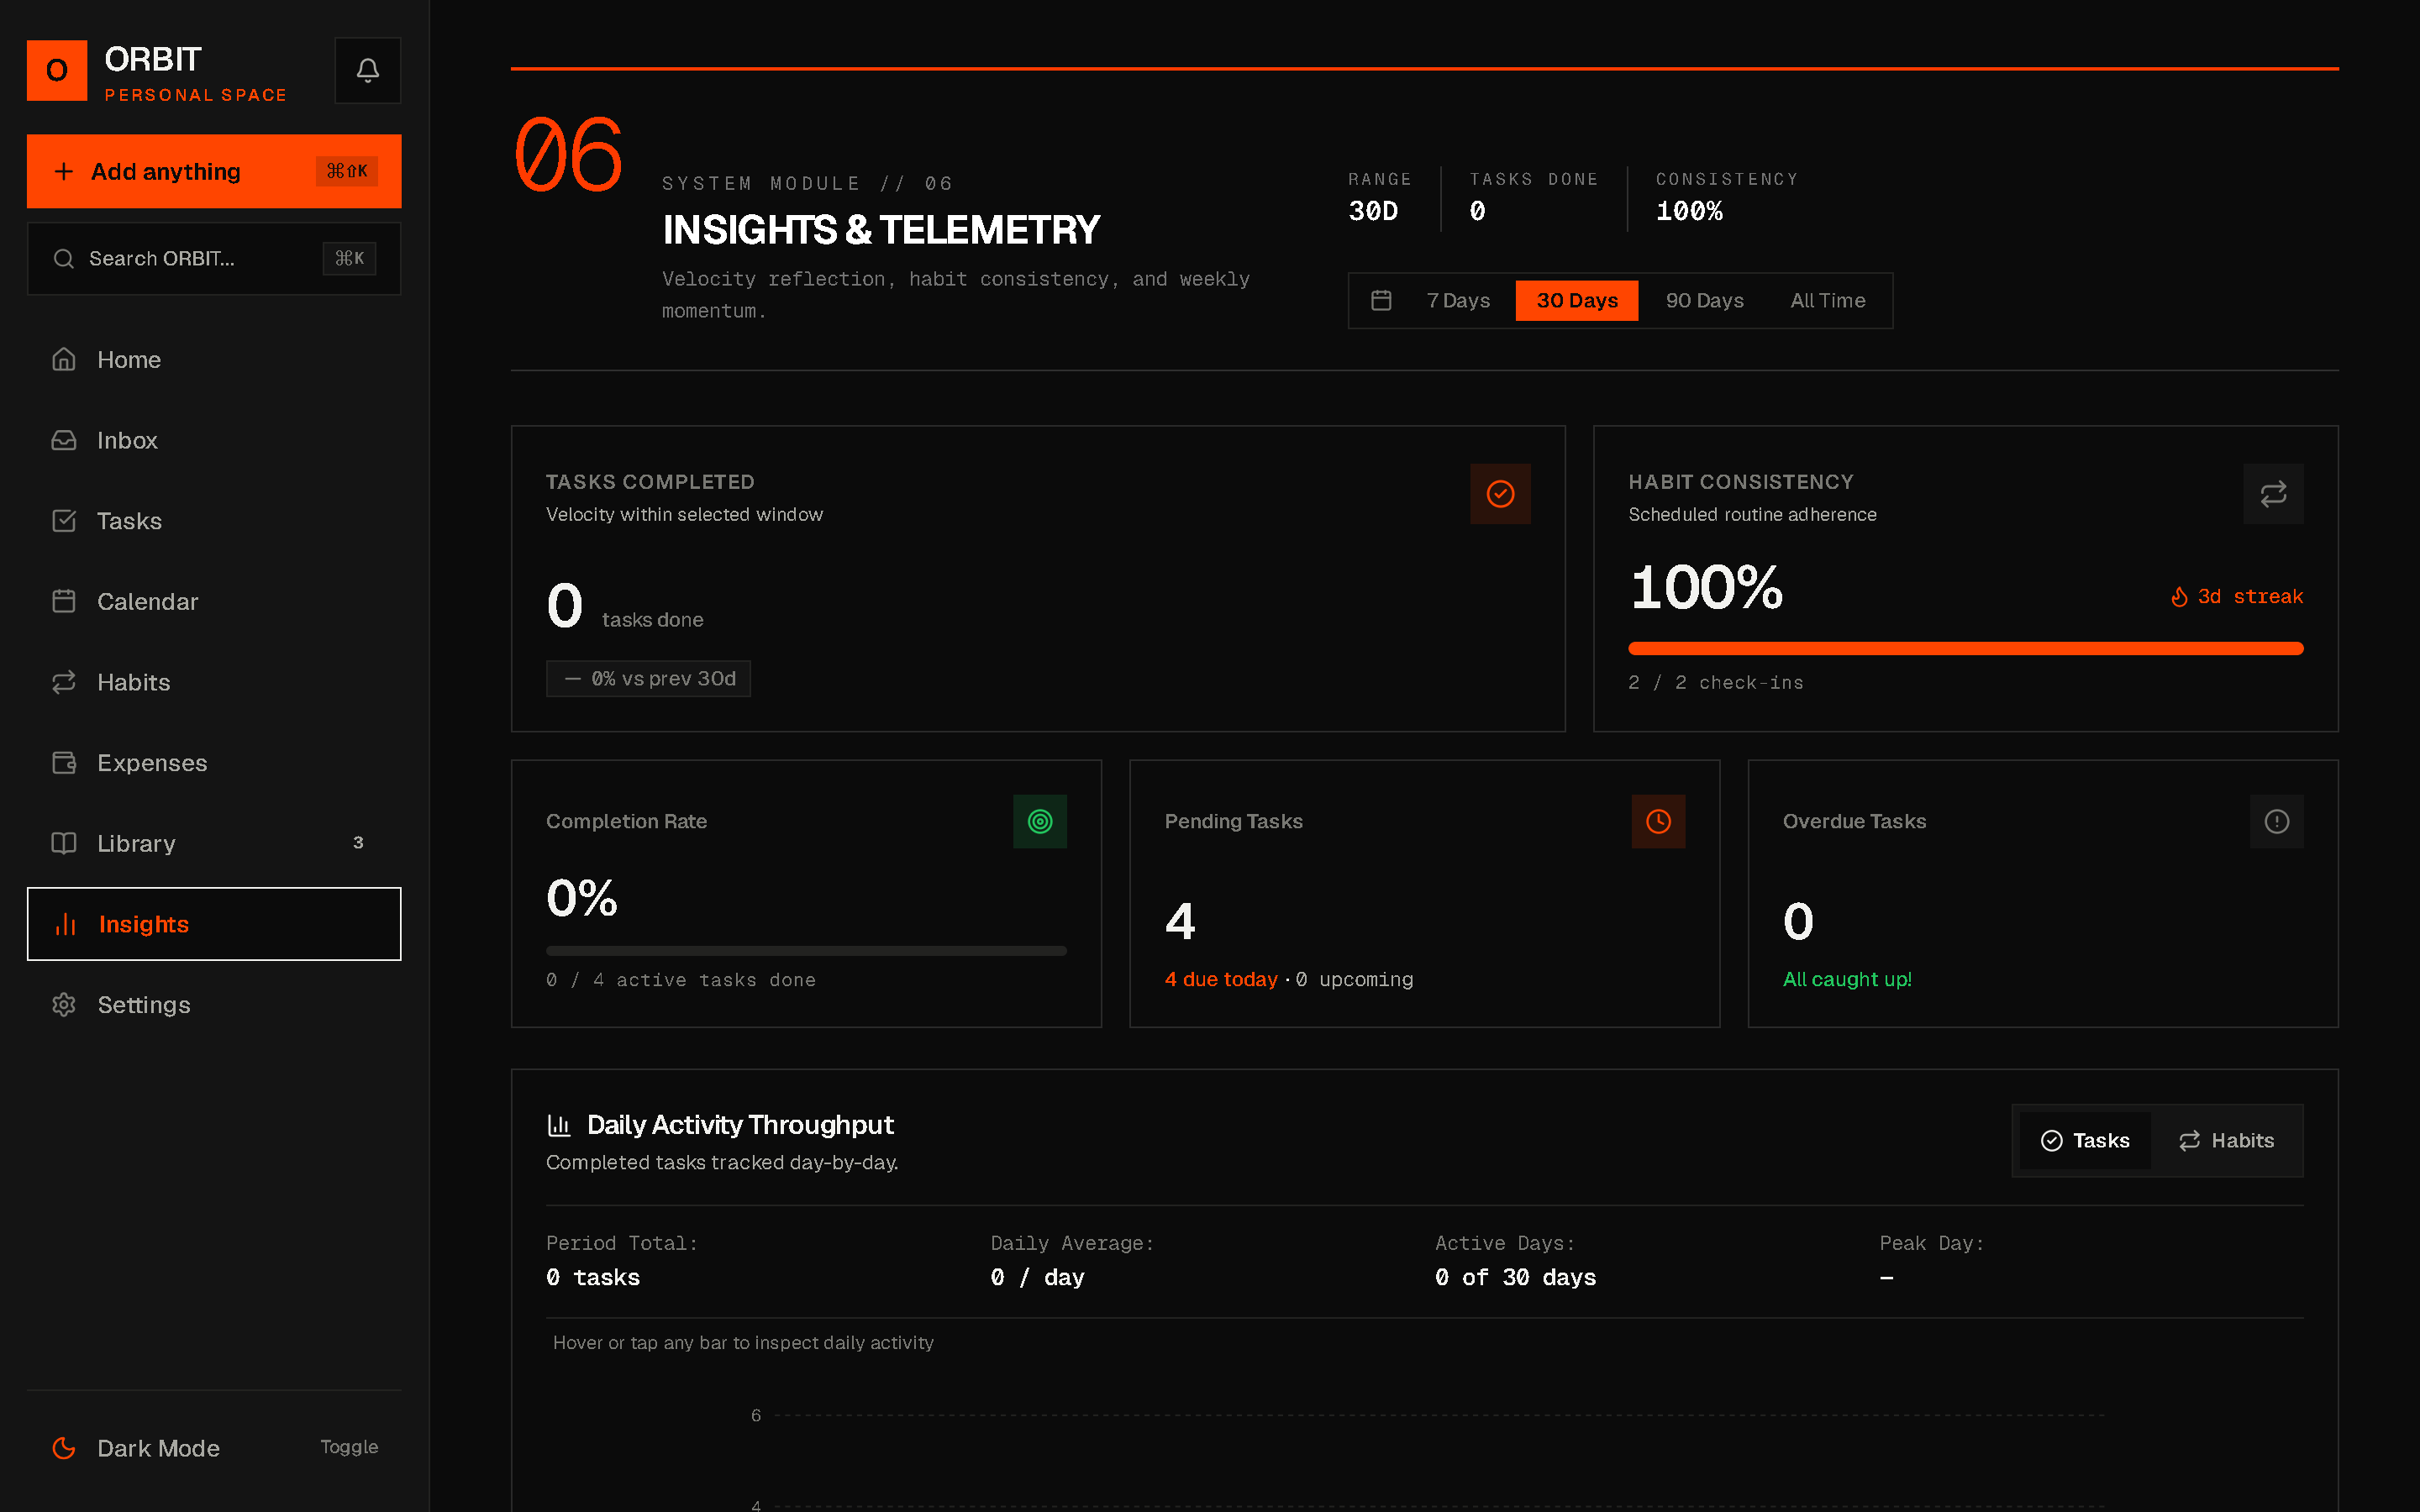 O
ORBIT
PERSONAL SPACE
Add anything ⌘⇧K
Search ORBIT... ⌘K
Home
Inbox
Tasks
Calendar
Habits
Expenses
Library 3
Insights
Settings
Dark Mode Toggle
06
SYSTEM MODULE // 06
INSIGHTS & TELEMETRY
Velocity reflection, habit consistency, and weekly
momentum.
RANGE TASKS DONE CONSISTENCY
30D 0 100%
7 Days 30 Days 90 Days All Time
TASKS COMPLETED
Velocity within selected window
0 tasks done
— 0% vs prev 30d
HABIT CONSISTENCY
Scheduled routine adherence
100% 3d streak
2 / 2 check-ins
Completion Rate
0%
0 / 4 active tasks done
Pending Tasks
4
4 due today · 0 upcoming
Overdue Tasks
0
All caught up!
Daily Activity Throughput
Completed tasks tracked day-by-day.
Tasks Habits
Period Total: Daily Average: Active Days: Peak Day:
0 tasks 0 / day 0 of 30 days –
Hover or tap any bar to inspect daily activity
6
4